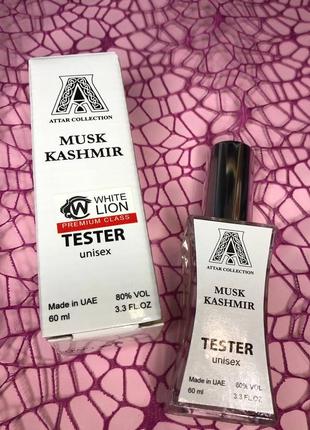 A
ATTAR COLLECTION
MUSK
KASHMIR
WHITE
LION
PREMIUM CLASS
TESTER
unisex
Made in UAE 80% VOL
60 ml 3.3 FL.OZ
A
ATTAR COLLECTION
MUSK
KASHMIR
TESTER
unisex
Made in UAE 80% VOL
60 ml 3.3 FL.OZ